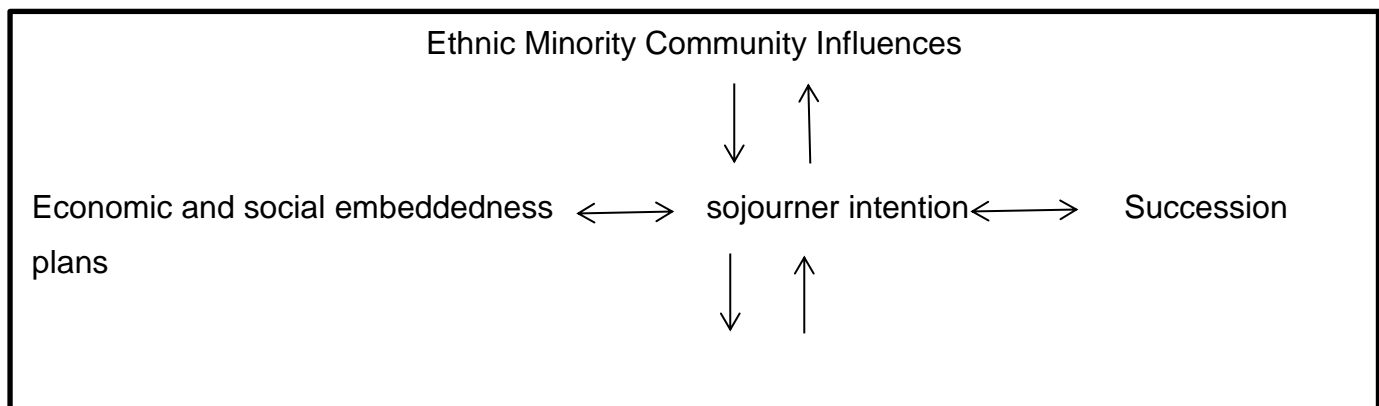 Ethnic Minority Community Influences
Economic and social embeddedness sojourner intention Succession
plans